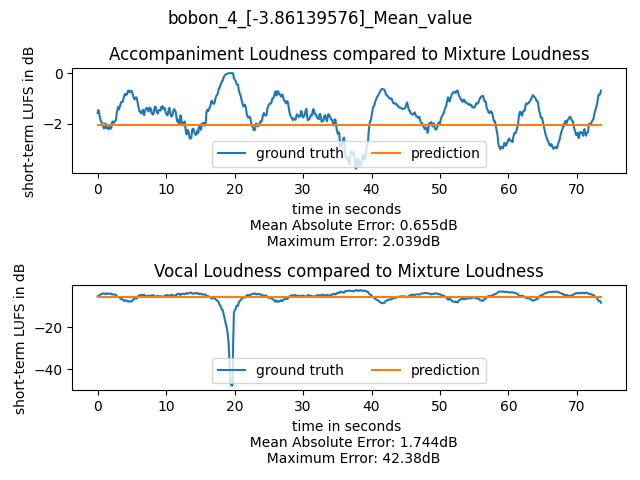 bobon_4_[-3.86139576]_Mean_value
Accompaniment Loudness compared to Mixture Loudness
short-term LUFS in dB
0
−2
ground truth
prediction
0 10 20 30 40 50 60 70
time in seconds
Mean Absolute Error: 0.655dB
Maximum Error: 2.039dB
Vocal Loudness compared to Mixture Loudness
short-term LUFS in dB
−20
−40
ground truth
prediction
0 10 20 30 40 50 60 70
time in seconds
Mean Absolute Error: 1.744dB
Maximum Error: 42.38dB